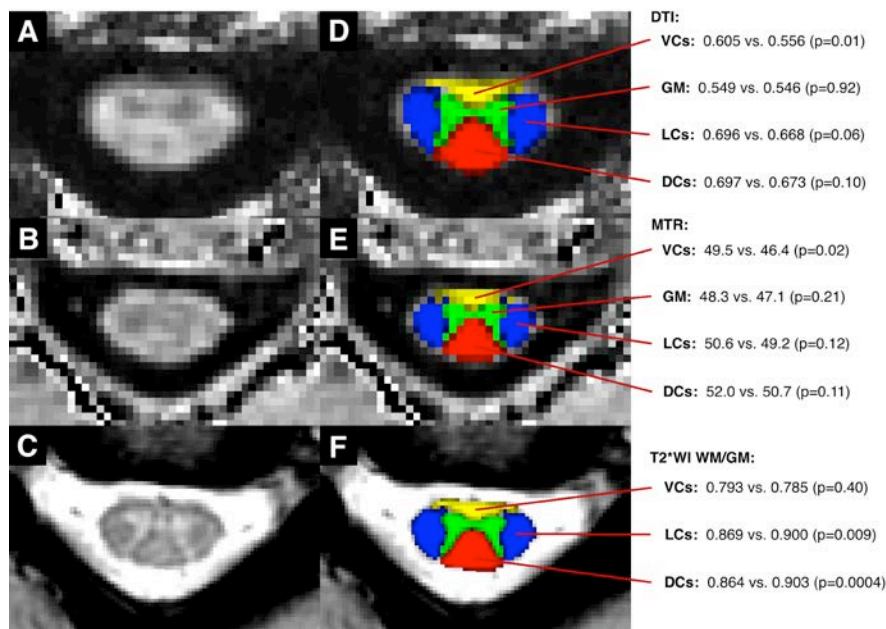 A
D
DTI:
VCs: 0.605 vs. 0.556 (p=0.01)
GM: 0.549 vs. 0.546 (p=0.92)
LCs: 0.696 vs. 0.668 (p=0.06)
DCs: 0.697 vs. 0.673 (p=0.10)
B
E
MTR:
VCs: 49.5 vs. 46.4 (p=0.02)
GM: 48.3 vs. 47.1 (p=0.21)
LCs: 50.6 vs. 49.2 (p=0.12)
DCs: 52.0 vs. 50.7 (p=0.11)
C
F
T2*WI WM/GM:
VCs: 0.793 vs. 0.785 (p=0.40)
LCs: 0.869 vs. 0.900 (p=0.009)
DCs: 0.864 vs. 0.903 (p=0.0004)